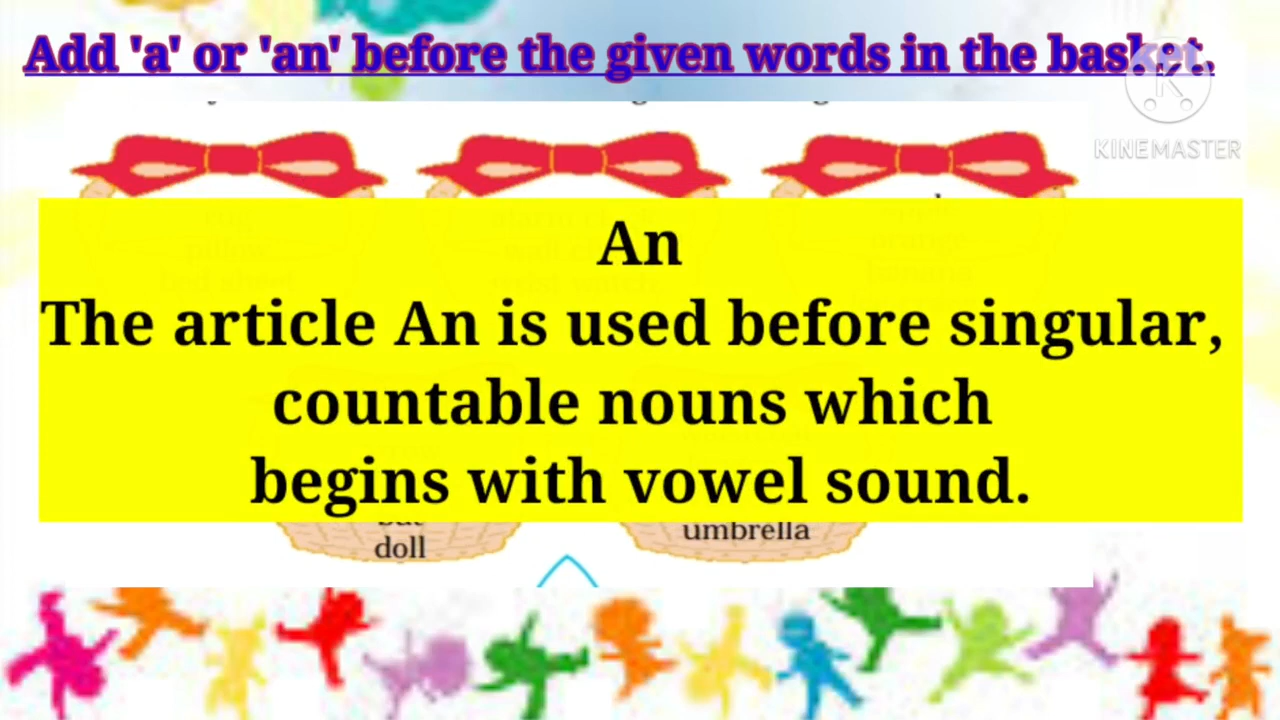 Add 'a' or 'an' before the given words in the basket.
KINEMASTER
An
The article An is used before singular,
countable nouns which
begins with vowel sound.
doll
umbrella